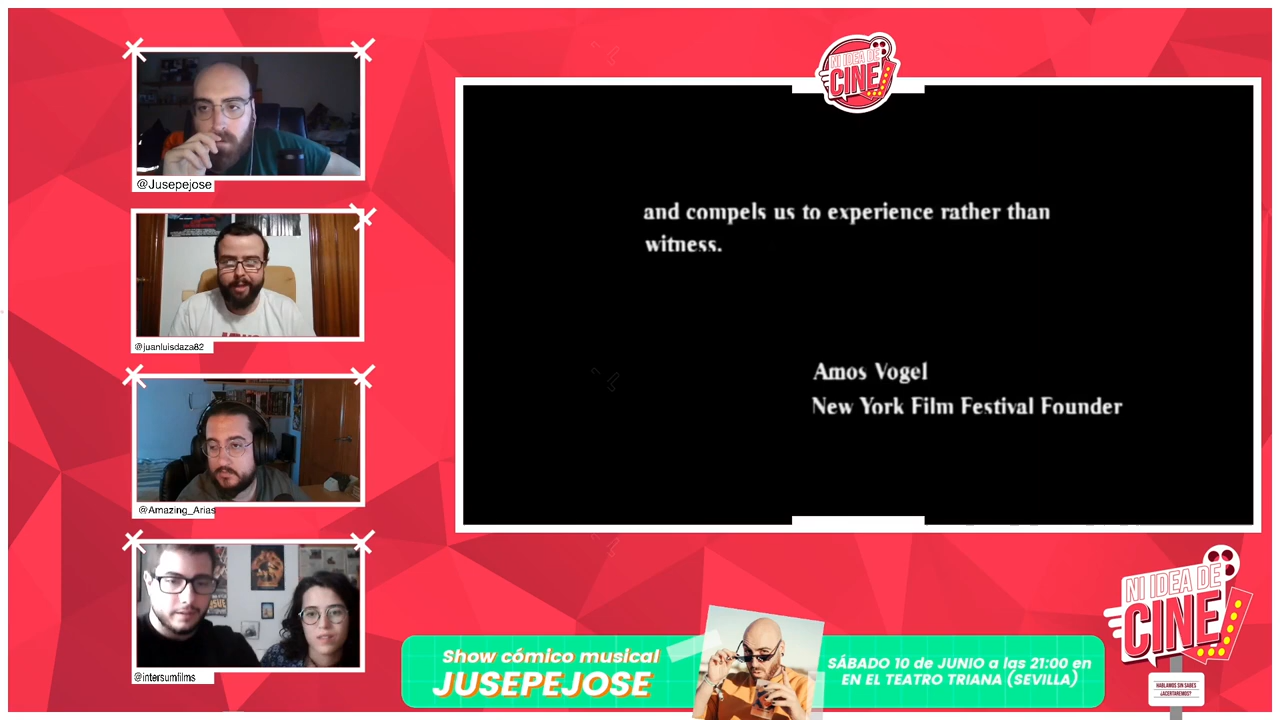 @Jusepejose
@juanluisdaza82
@Amazing_Arias
@intersumfilms
NI IDEA DE
CINE!
and compels us to experience rather than
witness.
Amos Vogel
New York Film Festival Founder
Show cómico musical
JUSEPEJOSE
SÁBADO 10 de JUNIO a las 21:00 en
EN EL TEATRO TRIANA (SEVILLA)
NI IDEA DE
CINE!
HABLAMOS SIN SABER
¿ACERTAREMOS?